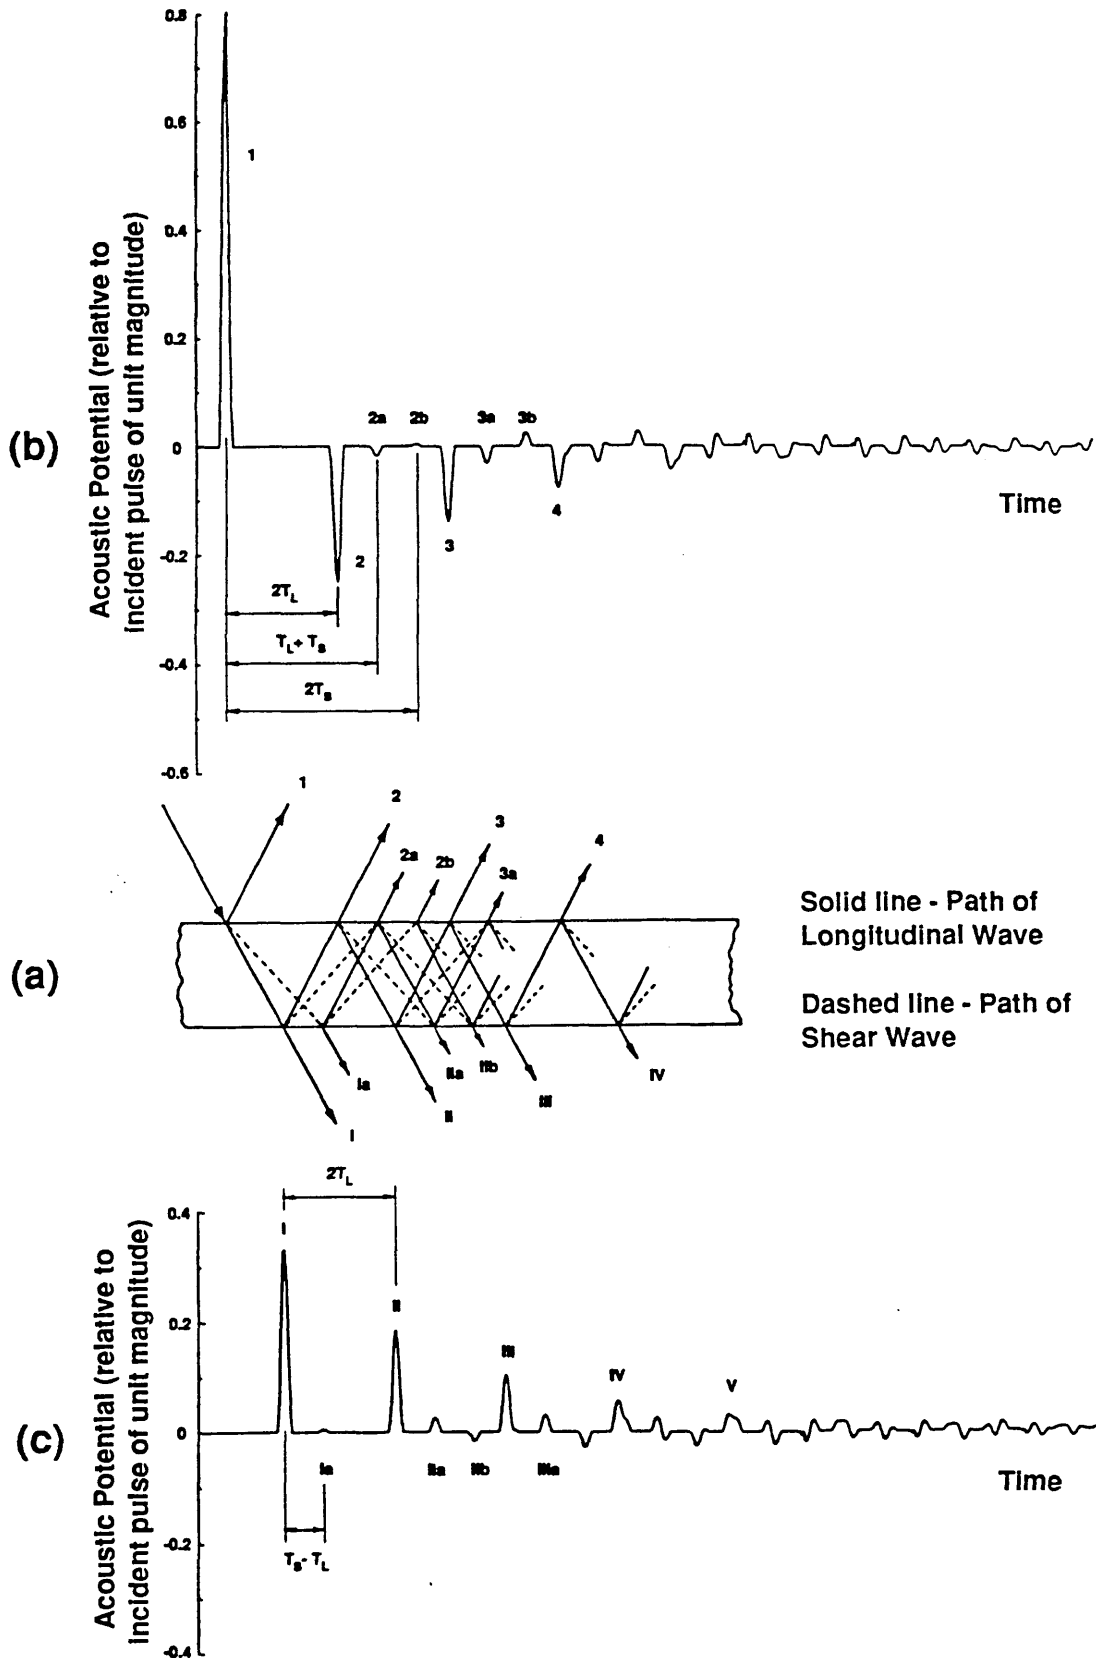 (b)
Acoustic Potential (relative to
incident pulse of unit magnitude)
0.8
0.6
0.4
0.2
0
-0.2
-0.4
-0.6
1
2
2a
2b
3
3a
3b
4
Time
2T_L
T_L+ T_S
2T_S
(a)
1
2
2a
2b
3
3a
4
Solid line - Path of
Longitudinal Wave
Dashed line - Path of
Shear Wave
I
Ia
II
IIa
IIb
III
IV
(c)
Acoustic Potential (relative to
incident pulse of unit magnitude)
0.4
0.2
0
-0.2
-0.4
2T_L
I
II
III
IV
V
Ia
IIa
IIb
IIIa
T_S- T_L
Time